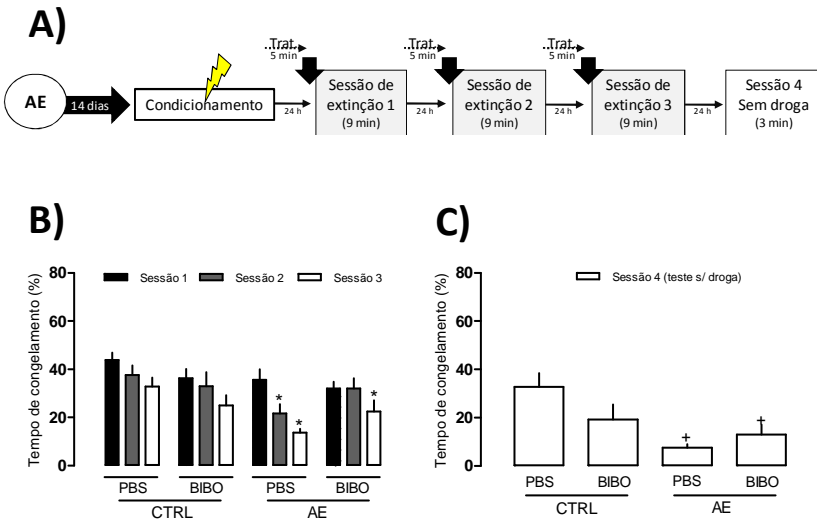 A)
Trat.
5 min
Trat.
5 min
Trat.
5 min
AE
14 dias
Condicionamento
24 h
Sessão de
extinção 1
(9 min)
24 h
Sessão de
extinção 2
(9 min)
24 h
Sessão de
extinção 3
(9 min)
24 h
Sessão 4
Sem droga
(3 min)
B)
Tempo de congelamento (%)
80
60
40
20
0
Sessão 1
Sessão 2
Sessão 3
*
*
*
PBS
BIBO
PBS
BIBO
CTRL
AE
C)
Tempo de congelamento (%)
80
60
40
20
0
Sessão 4 (teste s/ droga)
+
+
PBS
BIBO
PBS
BIBO
CTRL
AE